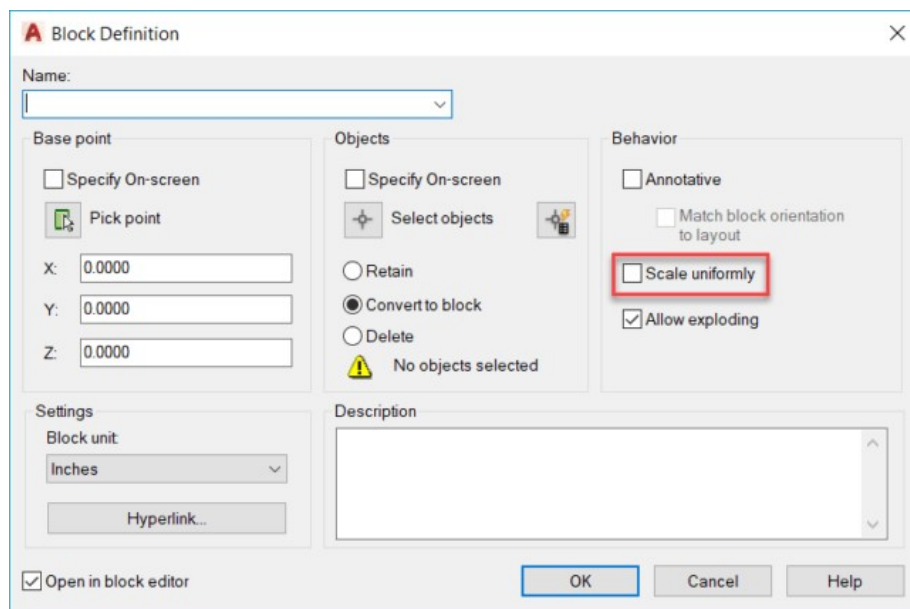 Block Definition
Name:
Base point
Specify On-screen
Pick point
X: 0.0000
Y: 0.0000
Z: 0.0000
Objects
Specify On-screen
Select objects
Retain
Convert to block
Delete
No objects selected
Behavior
Annotative
Match block orientation
to layout
Scale uniformly
Allow exploding
Settings
Block unit:
Inches
Hyperlink...
Description
Open in block editor
OK
Cancel
Help